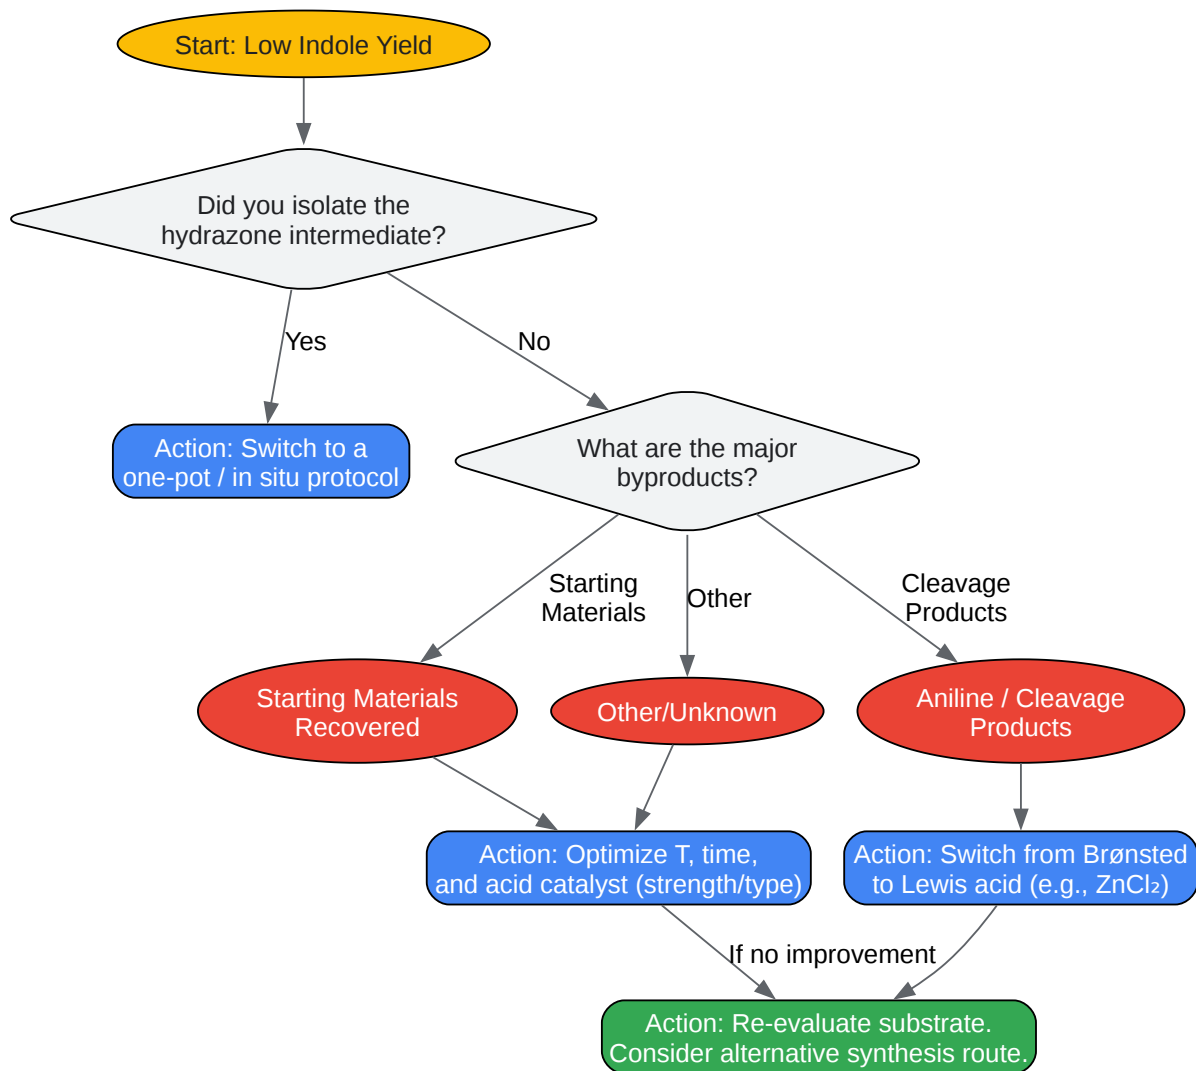 Start: Low Indole Yield
Did you isolate the
hydrazone intermediate?
Yes
No
Action: Switch to a
one-pot / in situ protocol
What are the major
byproducts?
Starting
Materials
Other
Cleavage
Products
Starting Materials
Recovered
Other/Unknown
Aniline / Cleavage
Products
Action: Optimize T, time,
and acid catalyst (strength/type)
Action: Switch from Brønsted
to Lewis acid (e.g., ZnCl₂)
If no improvement
Action: Re-evaluate substrate.
Consider alternative synthesis route.